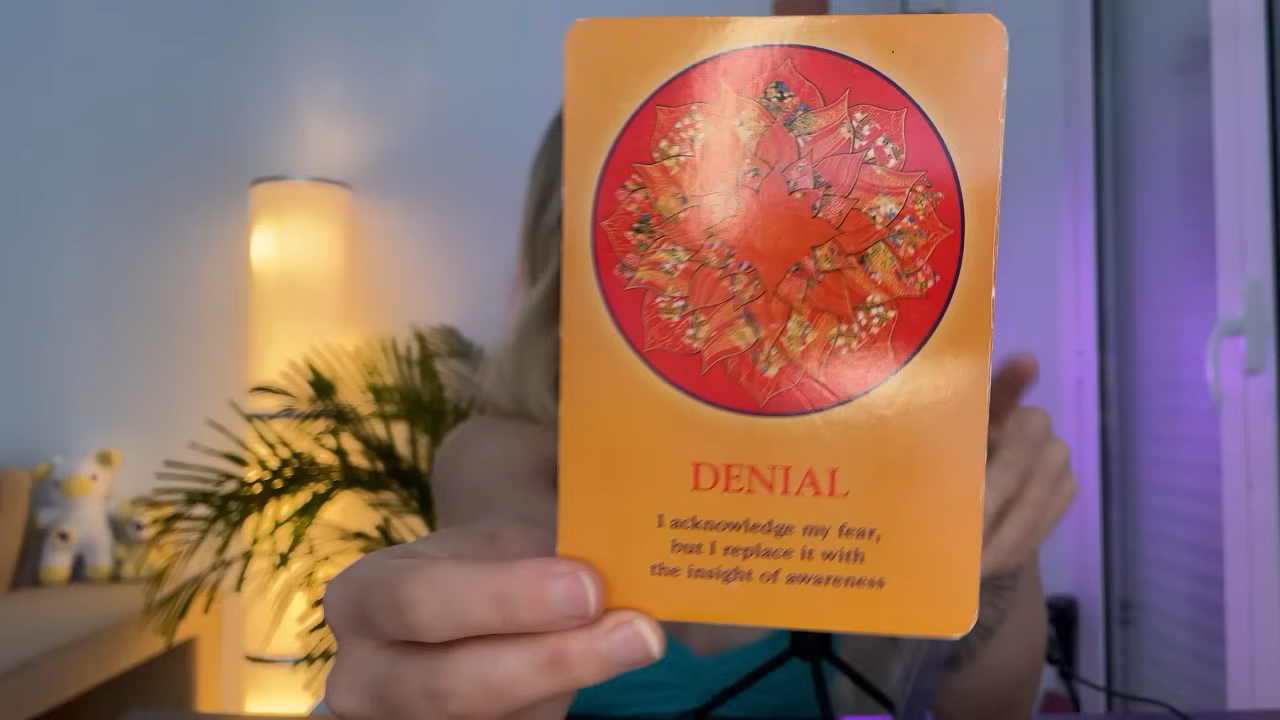 DENIAL
I acknowledge my fear,
but I replace it with
the insight of awareness